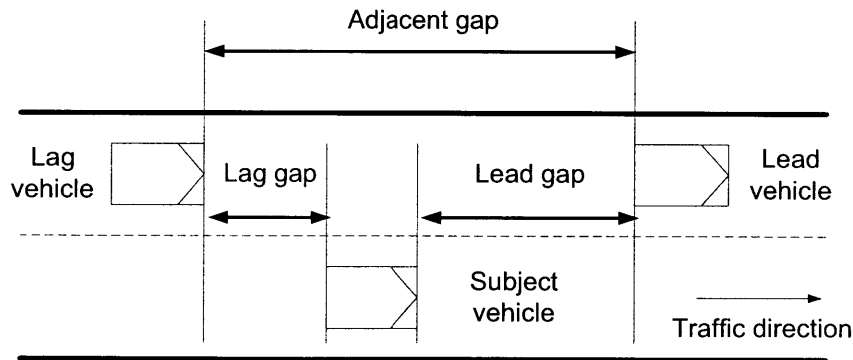 Adjacent gap
Lag
vehicle
Lag gap
Lead gap
Lead
vehicle
Subject
vehicle
Traffic direction